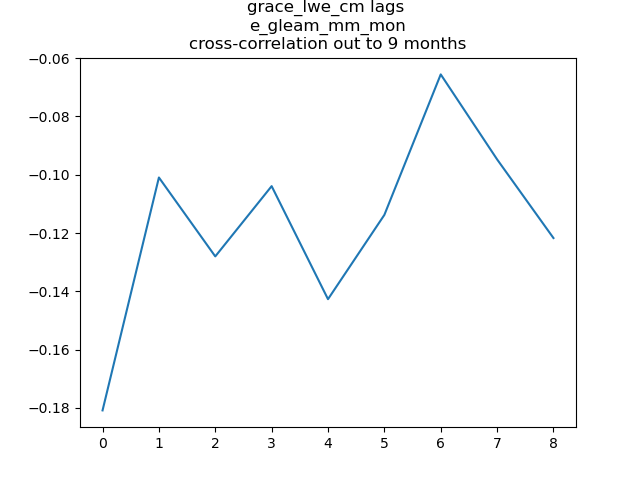 grace_lwe_cm lags
e_gleam_mm_mon
cross-correlation out to 9 months
−0.06
−0.08
−0.10
−0.12
−0.14
−0.16
−0.18
0 1 2 3 4 5 6 7 8